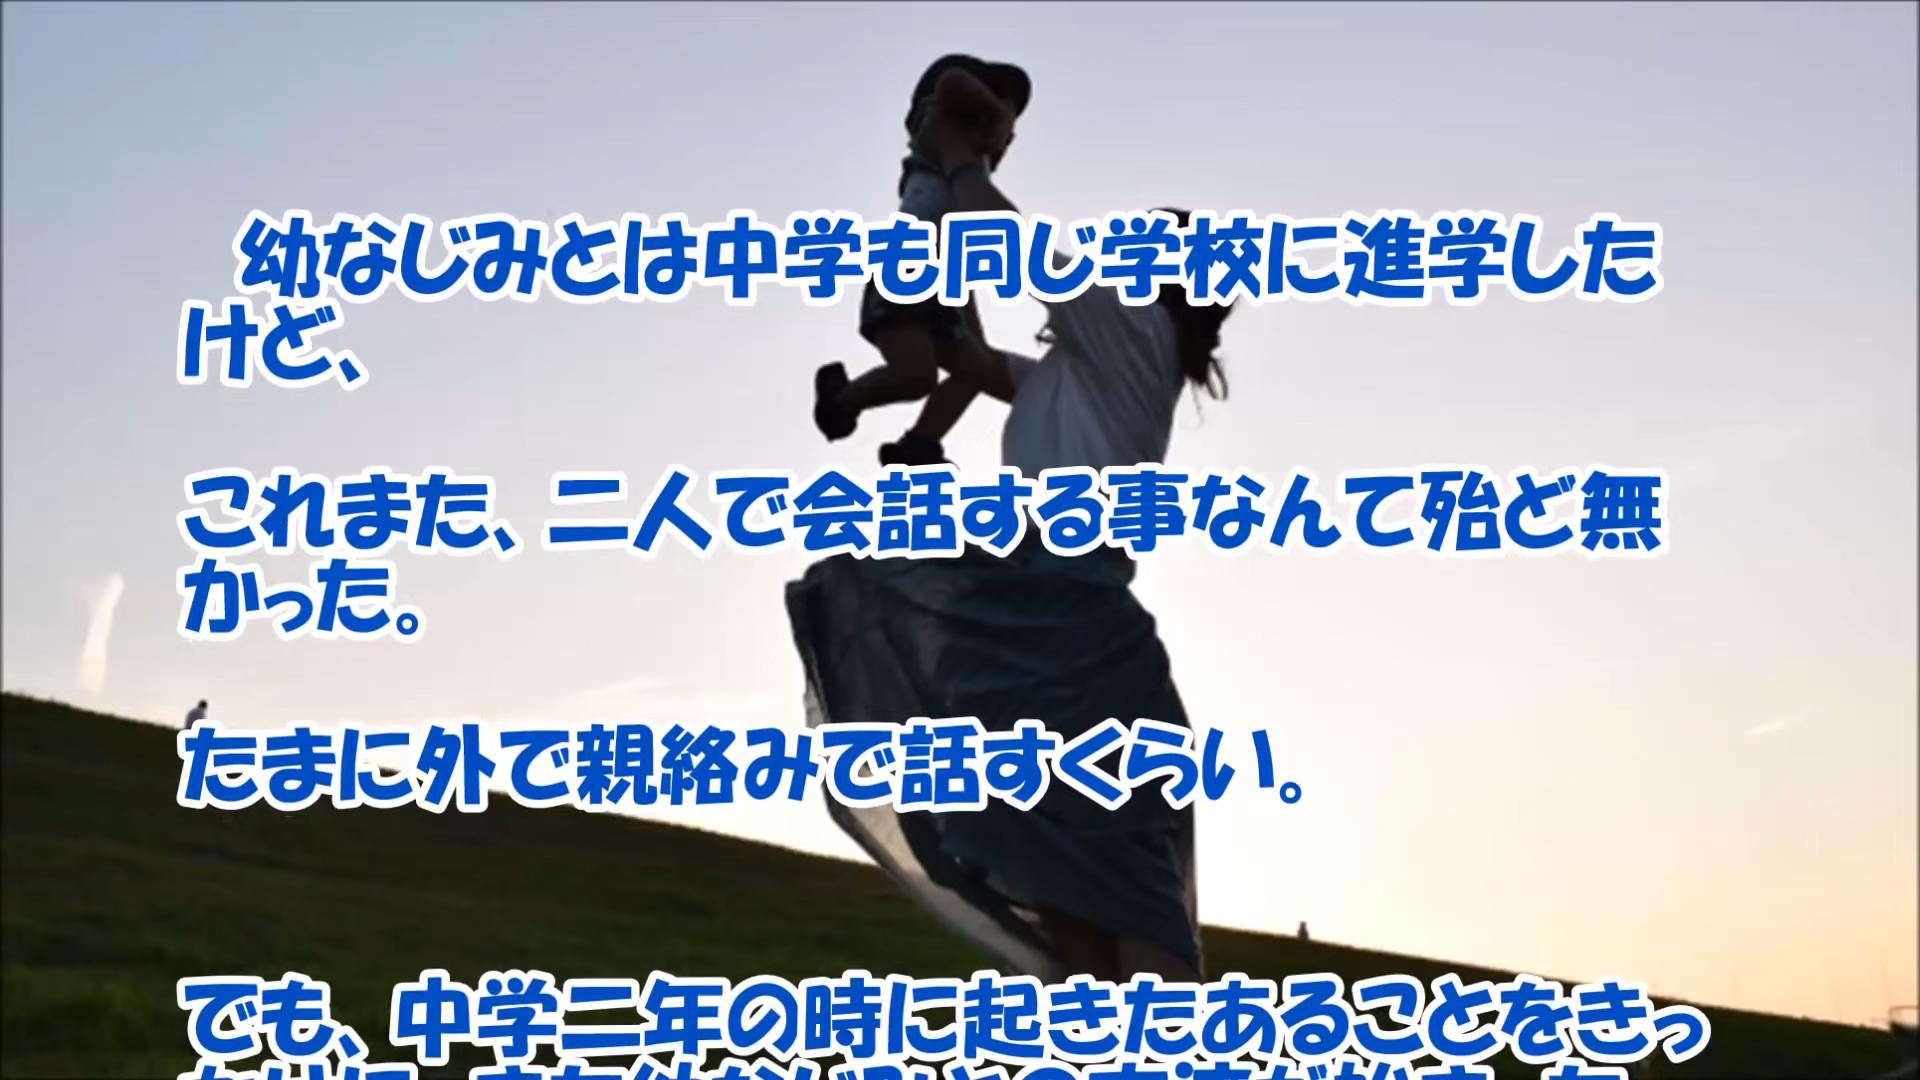 幼なじみとは中学も同じ学校に進学した
けど、
これまた、二人で会話する事なんて殆ど無
かった。
たまに外で親絡みで話すくらい。
でも、中学二年の時に起きたあることをきっ